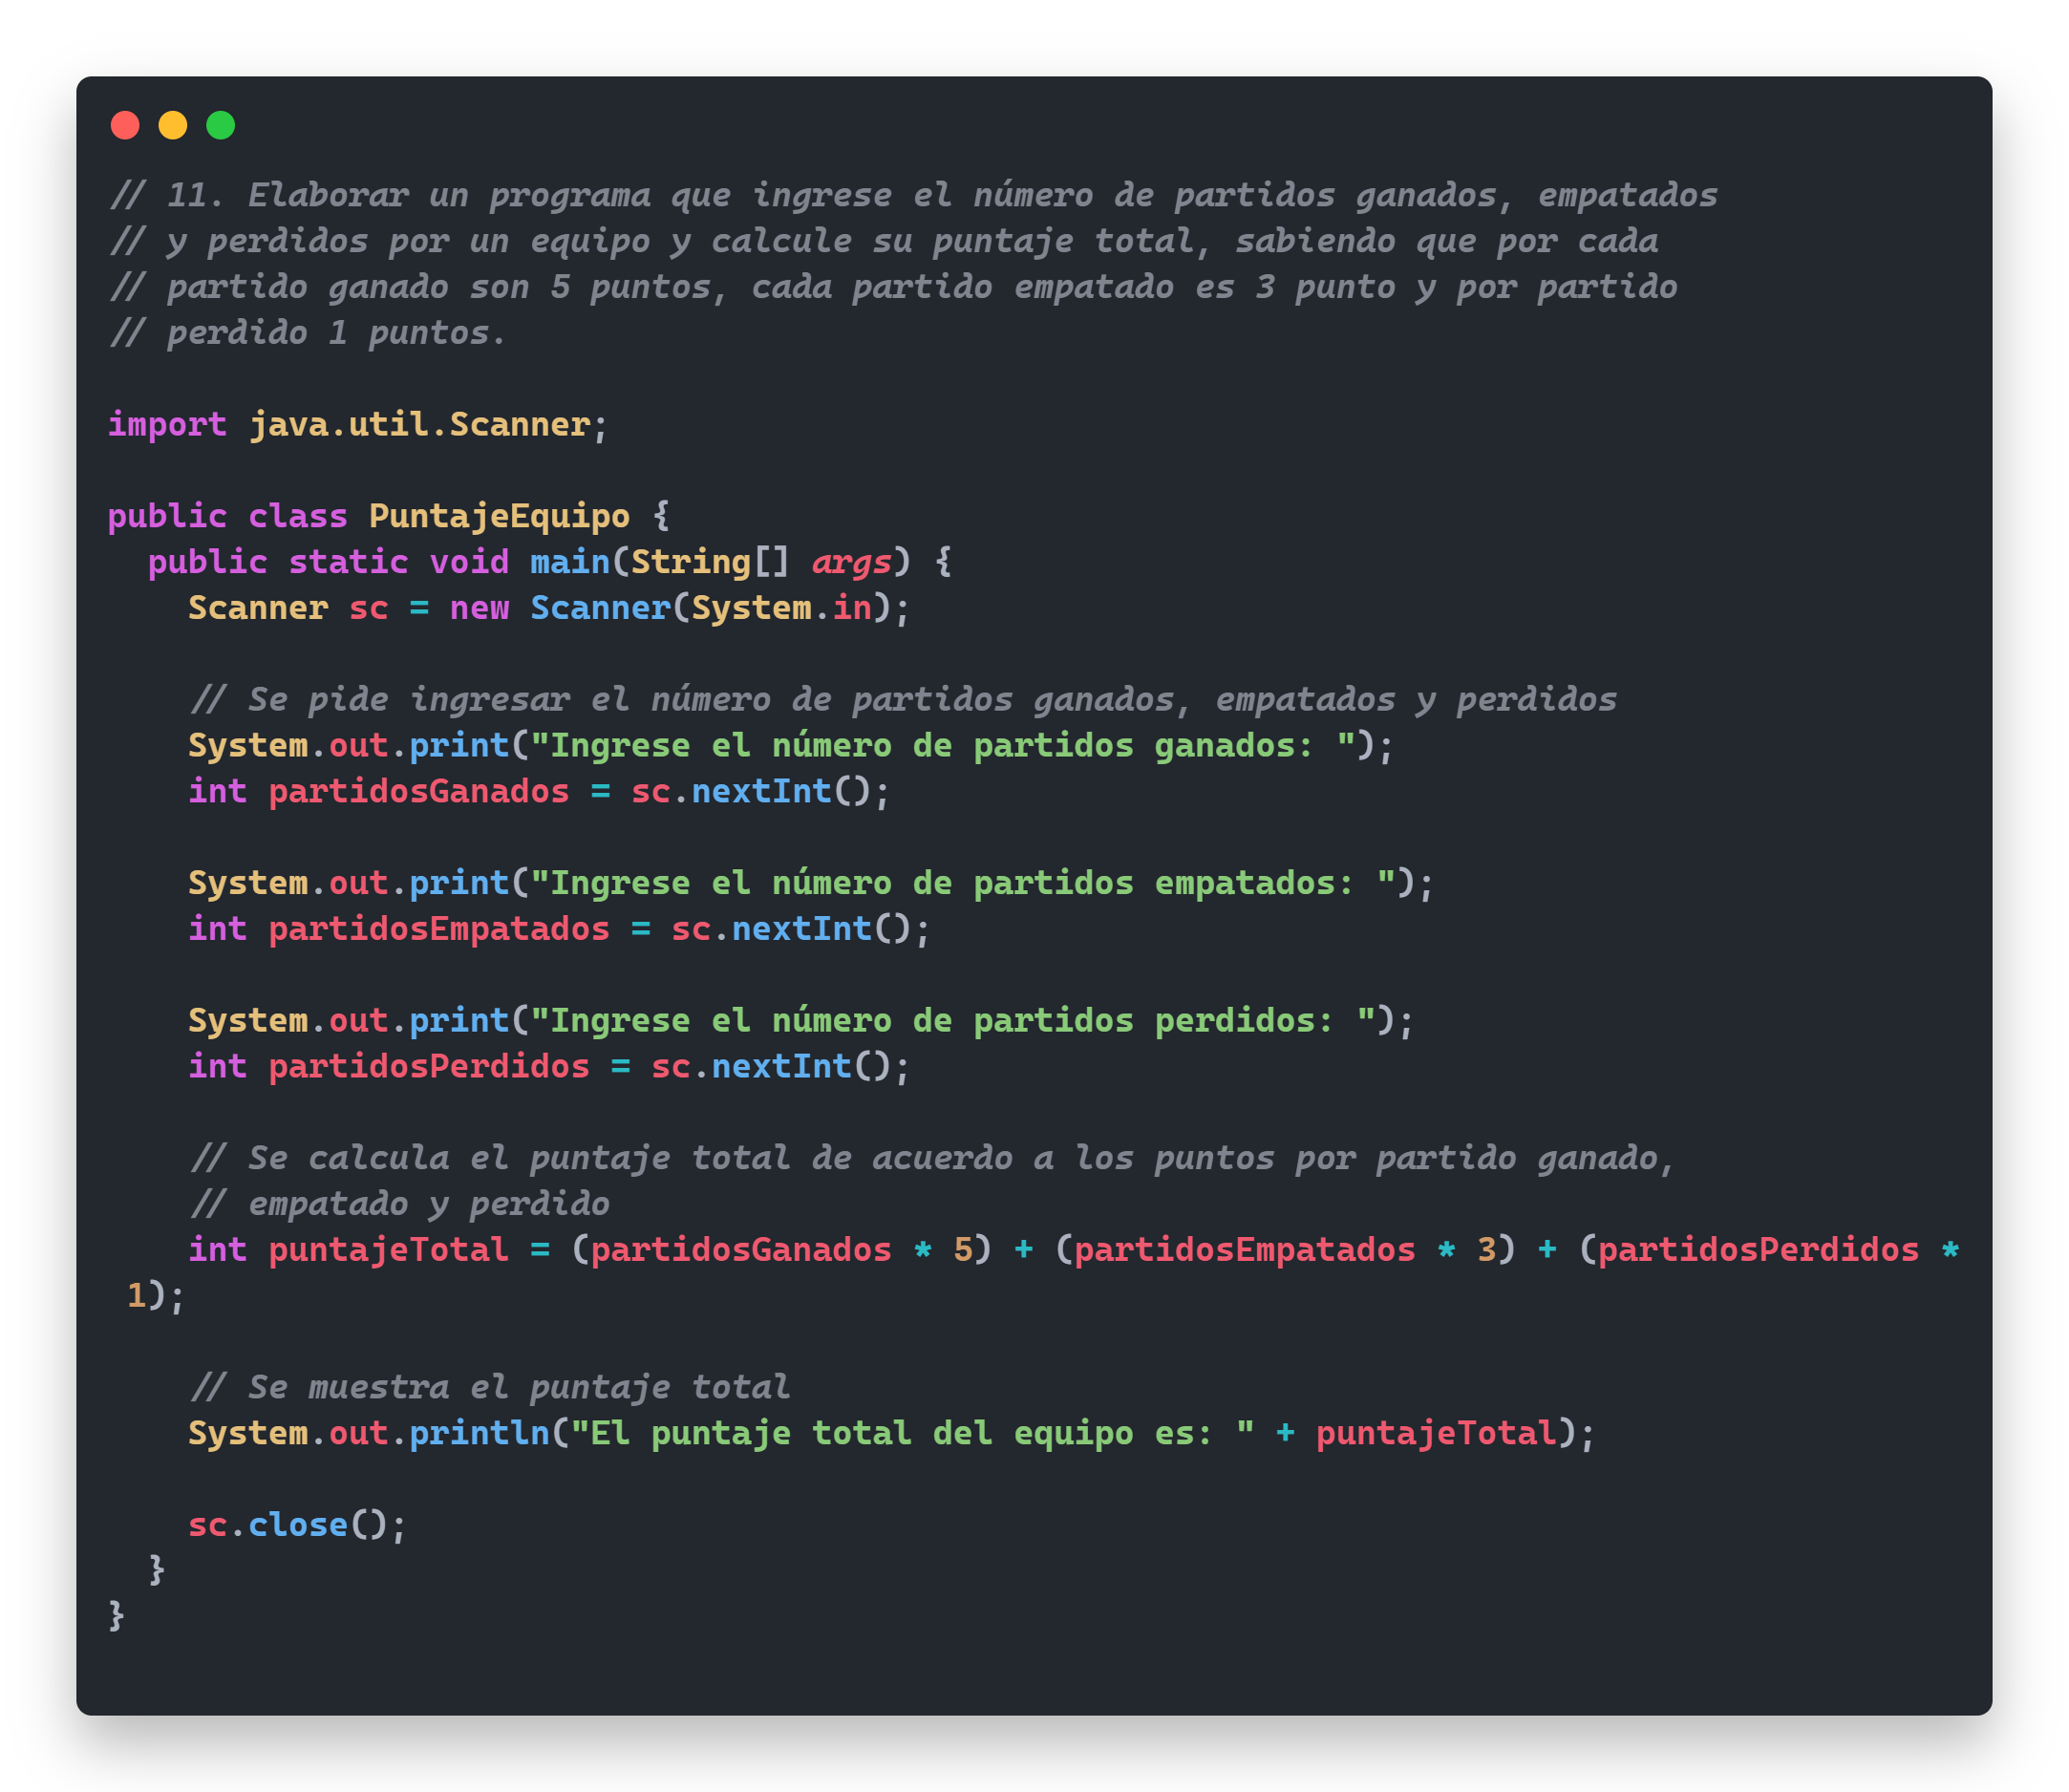 // 11. Elaborar un programa que ingrese el número de partidos ganados, empatados
// y perdidos por un equipo y calcule su puntaje total, sabiendo que por cada
// partido ganado son 5 puntos, cada partido empatado es 3 punto y por partido
// perdido 1 puntos.
import java.util.Scanner;
public class PuntajeEquipo {
  public static void main(String[] args) {
    Scanner sc = new Scanner(System.in);
    // Se pide ingresar el número de partidos ganados, empatados y perdidos
    System.out.print("Ingrese el número de partidos ganados: ");
    int partidosGanados = sc.nextInt();
    System.out.print("Ingrese el número de partidos empatados: ");
    int partidosEmpatados = sc.nextInt();
    System.out.print("Ingrese el número de partidos perdidos: ");
    int partidosPerdidos = sc.nextInt();
    // Se calcula el puntaje total de acuerdo a los puntos por partido ganado,
    // empatado y perdido
    int puntajeTotal = (partidosGanados * 5) + (partidosEmpatados * 3) + (partidosPerdidos *
 1);
    // Se muestra el puntaje total
    System.out.println("El puntaje total del equipo es: " + puntajeTotal);
    sc.close();
  }
}